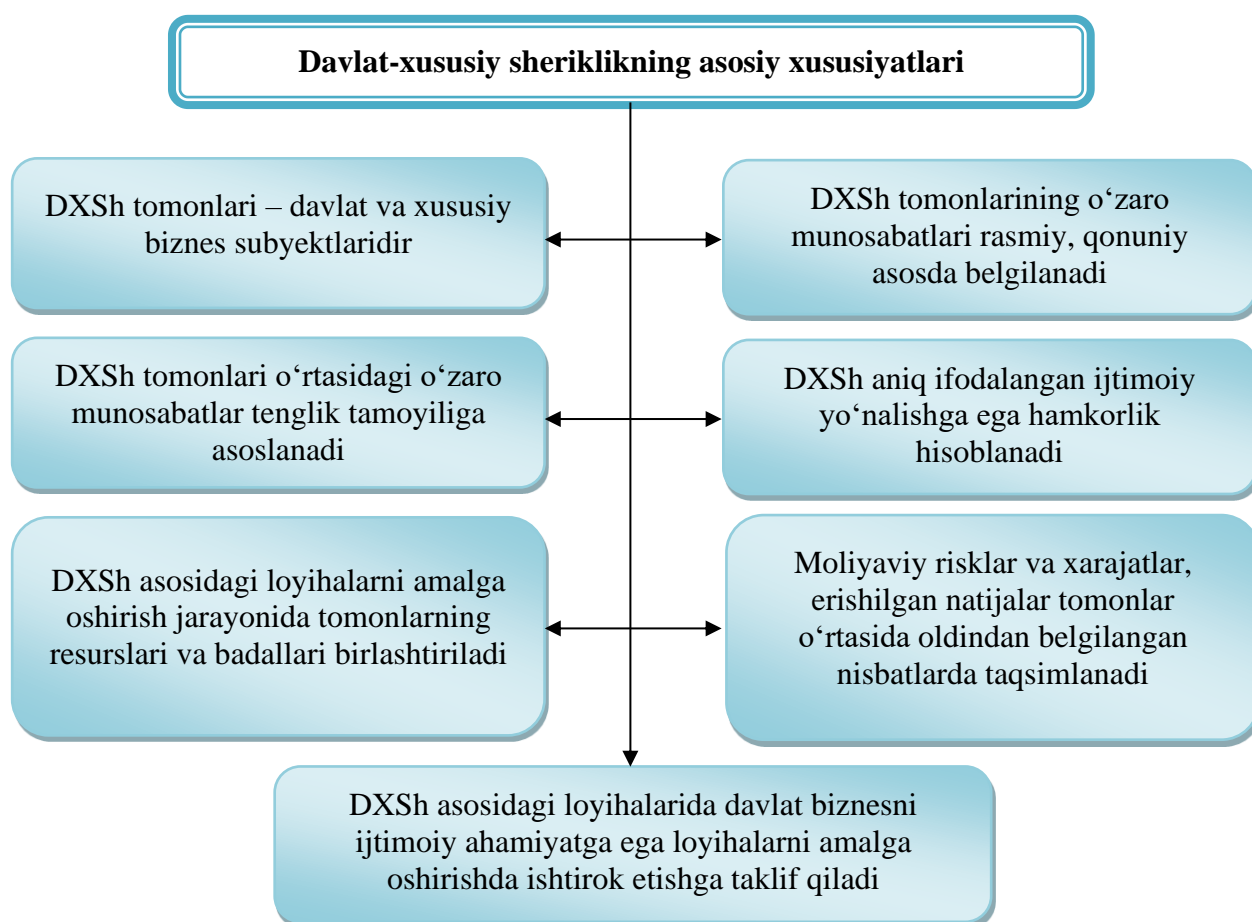 Davlat-xususiy sheriklikning asosiy xususiyatlari
DXSh tomonlari – davlat va xususiy
biznes subyektlaridir
DXSh tomonlarining o‘zaro
munosabatlari rasmiy, qonuniy
asosda belgilanadi
DXSh tomonlari o‘rtasidagi o‘zaro
munosabatlar tenglik tamoyiliga
asoslanadi
DXSh aniq ifodalangan ijtimoiy
yo‘nalishga ega hamkorlik
hisoblanadi
DXSh asosidagi loyihalarni amalga
oshirish jarayonida tomonlarning
resurslari va badallari birlashtiriladi
Moliyaviy risklar va xarajatlar,
erishilgan natijalar tomonlar
o‘rtasida oldindan belgilangan
nisbatlarda taqsimlanadi
DXSh asosidagi loyihalarida davlat biznesni
ijtimoiy ahamiyatga ega loyihalarni amalga
oshirishda ishtirok etishga taklif qiladi